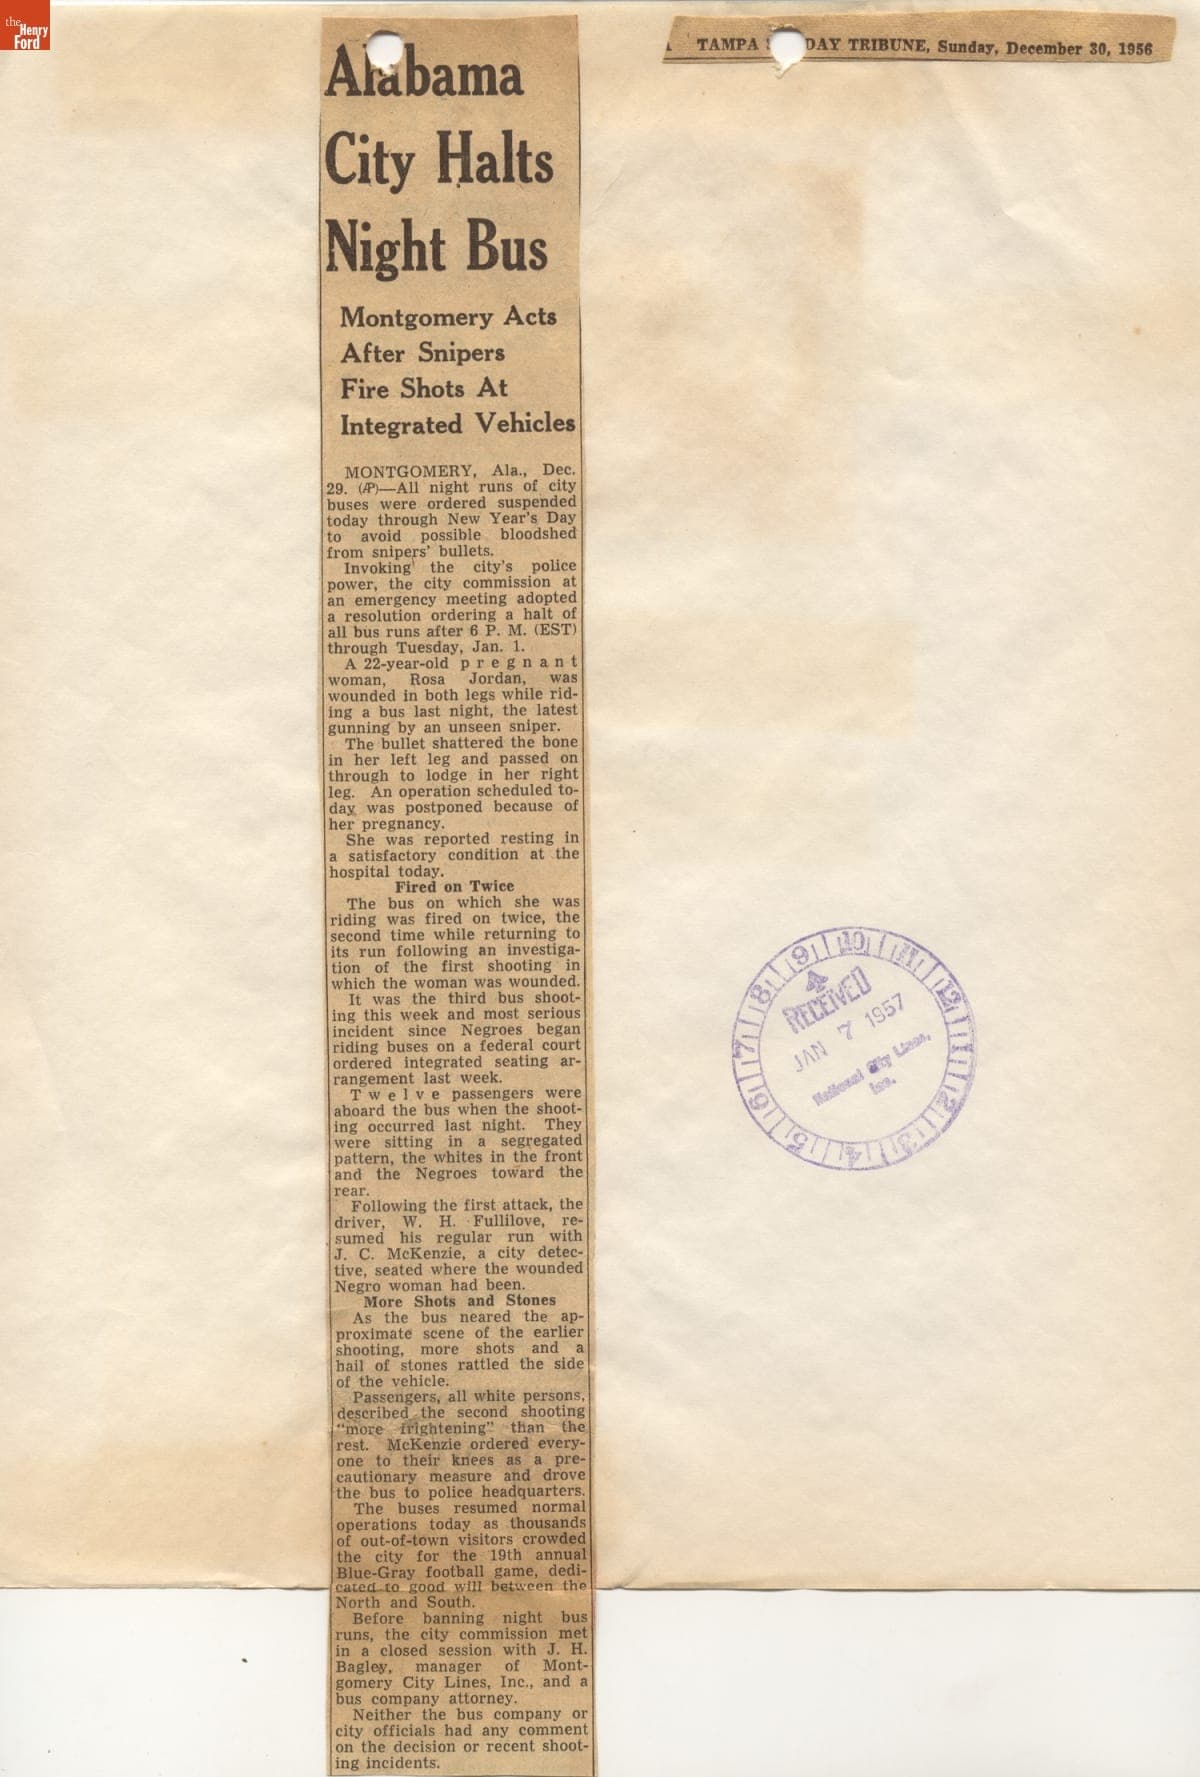 the
Henry
Ford
TAMPA S DAY TRIBUNE, Sunday, December 30, 1956
Alabama
City Halts
Night Bus
Montgomery Acts
After Snipers
Fire Shots At
Integrated Vehicles
MONTGOMERY, Ala., Dec.
29. (AP)—All night runs of city
buses were ordered suspended
today through New Year's Day
to avoid possible bloodshed
from snipers' bullets.
Invoking the city's police
power, the city commission at
an emergency meeting adopted
a resolution ordering a halt of
all bus runs after 6 P. M. (EST)
through Tuesday, Jan. 1.
A 22-year-old pregnant
woman, Rosa Jordan, was
wounded in both legs while rid-
ing a bus last night, the latest
gunning by an unseen sniper.
The bullet shattered the bone
in her left leg and passed on
through to lodge in her right
leg. An operation scheduled to-
day was postponed because of
her pregnancy.
She was reported resting in
a satisfactory condition at the
hospital today.
Fired on Twice
The bus on which she was
riding was fired on twice, the
second time while returning to
its run following an investiga-
tion of the first shooting in
which the woman was wounded.
It was the third bus shoot-
ing this week and most serious
incident since Negroes began
riding buses on a federal court
ordered integrated seating ar-
rangement last week.
Twelve passengers were
aboard the bus when the shoot-
ing occurred last night. They
were sitting in a segregated
pattern, the whites in the front
and the Negroes toward the
rear.
Following the first attack, the
driver, W. H. Fullilove, re-
sumed his regular run with
J. C. McKenzie, a city detec-
tive, seated where the wounded
Negro woman had been.
More Shots and Stones
As the bus neared the ap-
proximate scene of the earlier
shooting, more shots and a
hail of stones rattled the side
of the vehicle.
Passengers, all white persons,
described the second shooting
"more frightening" than the
rest. McKenzie ordered every-
one to their knees as a pre-
cautionary measure and drove
the bus to police headquarters.
The buses resumed normal
operations today as thousands
of out-of-town visitors crowded
the city for the 19th annual
Blue-Gray football game, dedi-
cated to good will between the
North and South.
Before banning night bus
runs, the city commission met
in a closed session with J. H.
Bagley, manager of Mont-
gomery City Lines, Inc., and a
bus company attorney.
Neither the bus company or
city officials had any comment
on the decision or recent shoot-
ing incidents.
RECEIVED
JAN 7 1957
National City Lines,
Inc.
1 2 3 4 5 6 7 8 9 10 11 12